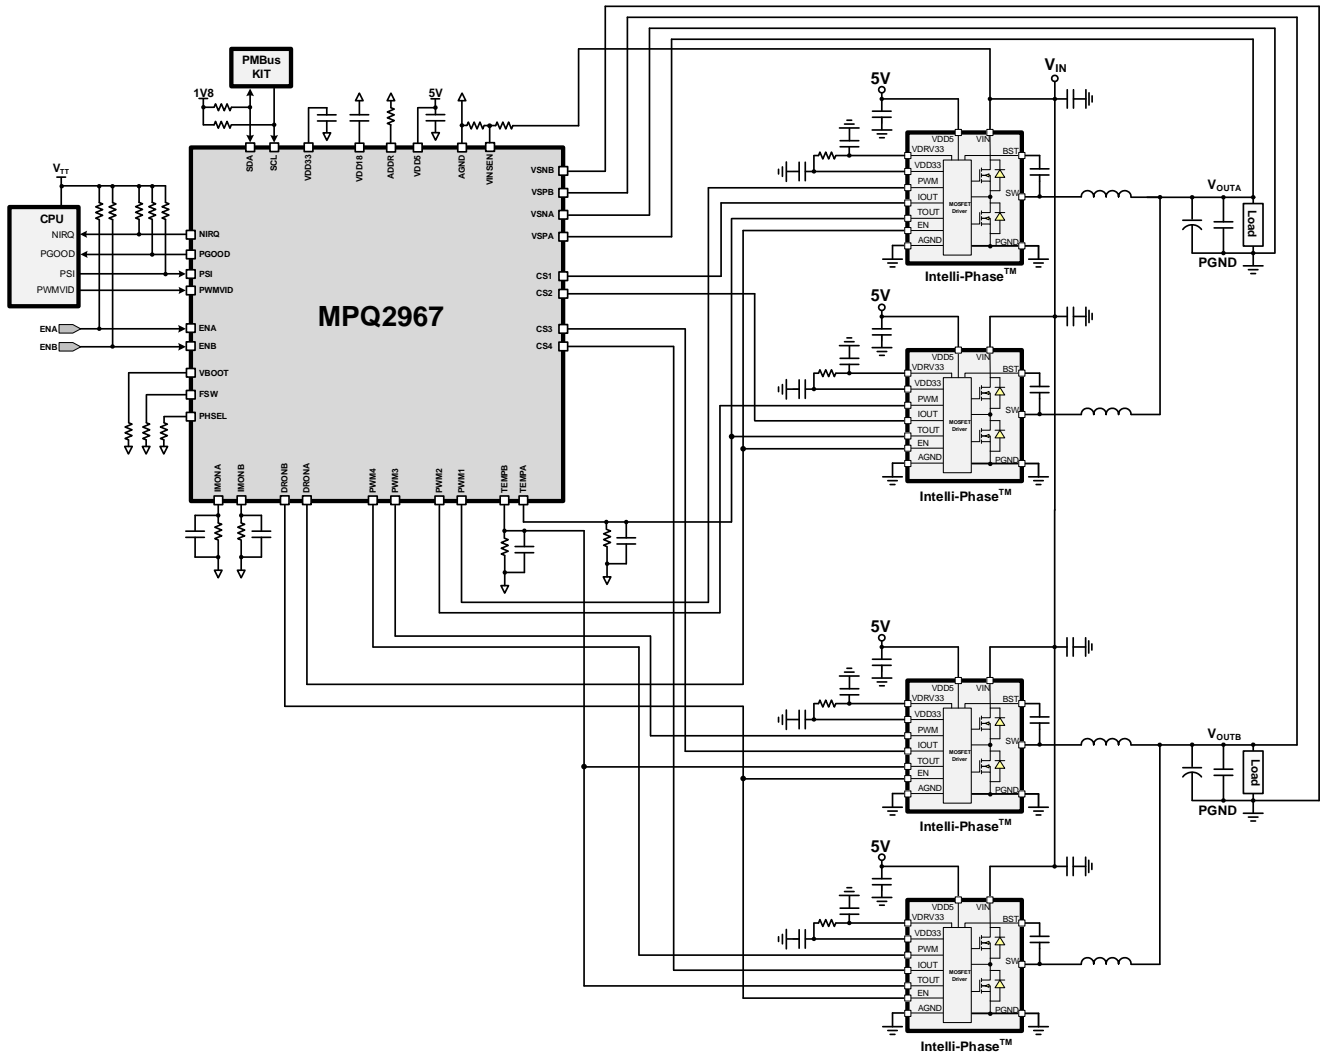 PMBus
KIT
1V8
5V
SDA
SCL
VDD33
VDD18
ADDR
VDD5
AGND
VINSEN
VTT
CPU
NIRQ
PGOOD
PSI
PWMVID
ENA
ENB
NIRQ
PGOOD
PSI
PWMVID
ENA
ENB
VBOOT
FSW
PHSEL
MPQ2967
VSNB
VSPB
VSNA
VSPA
CS1
CS2
CS3
CS4
IMONA
IMONB
DRONB
DRONA
PWM4
PWM3
PWM2
PWM1
TEMPB
TEMPA
VIN
5V
VDD5
VIN
VDRV33
BST
VDD33
PWM
IOUT
SW
TOUT
MOSFET
Driver
EN
AGND
PGND
Intelli-Phase™
VOUTA
Load
PGND
5V
VDD5
VIN
VDRV33
BST
VDD33
PWM
IOUT
SW
TOUT
MOSFET
Driver
EN
AGND
PGND
Intelli-Phase™
5V
VDD5
VIN
VDRV33
BST
VDD33
PWM
IOUT
SW
TOUT
MOSFET
Driver
EN
AGND
PGND
Intelli-Phase™
VOUTB
Load
PGND
5V
VDD5
VIN
VDRV33
BST
VDD33
PWM
IOUT
SW
TOUT
MOSFET
Driver
EN
AGND
PGND
Intelli-Phase™